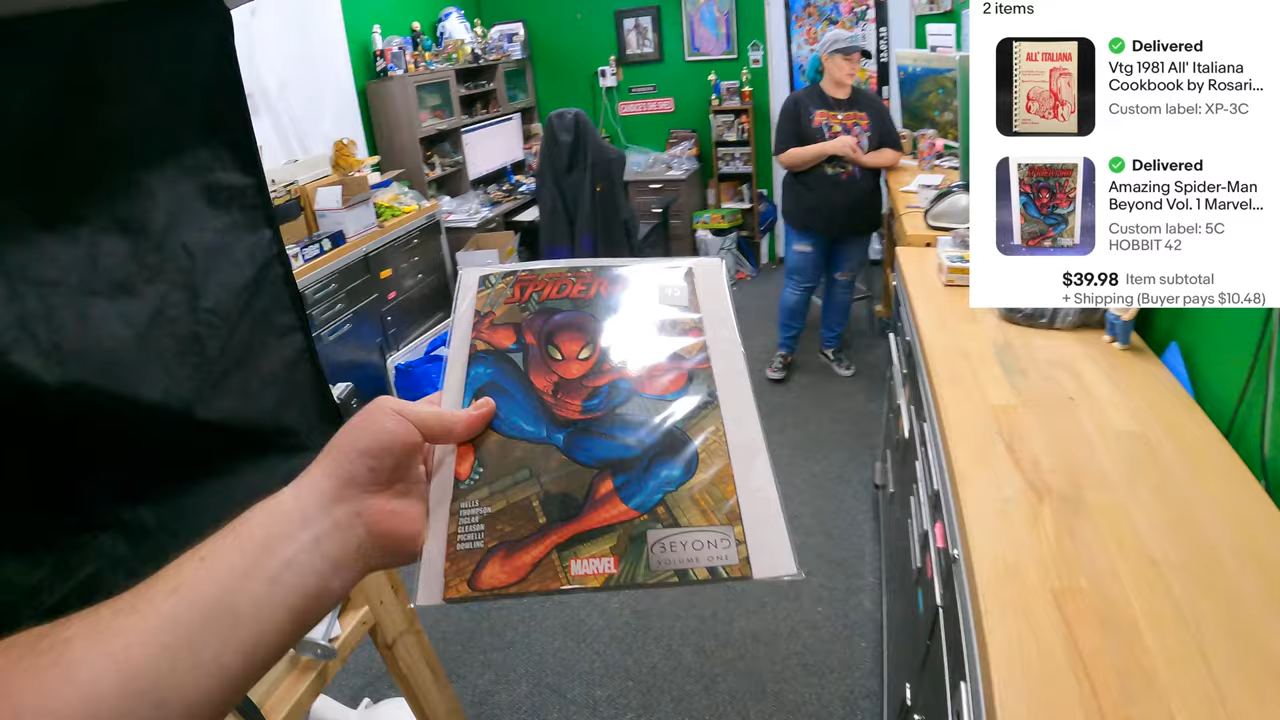 2 items
Delivered
Vtg 1981 All' Italiana
Cookbook by Rosari...
Custom label: XP-3C
Delivered
Amazing Spider-Man
Beyond Vol. 1 Marvel...
Custom label: 5C
HOBBIT 42
$39.98 Item subtotal
+ Shipping (Buyer pays $10.48)
ALL' ITALIANA
SPIDER
WELLS
THOMPSON
ZIGLAR
GLEASON
PICHELLI
BOWLING
MARVEL
BEYOND
VOLUME ONE